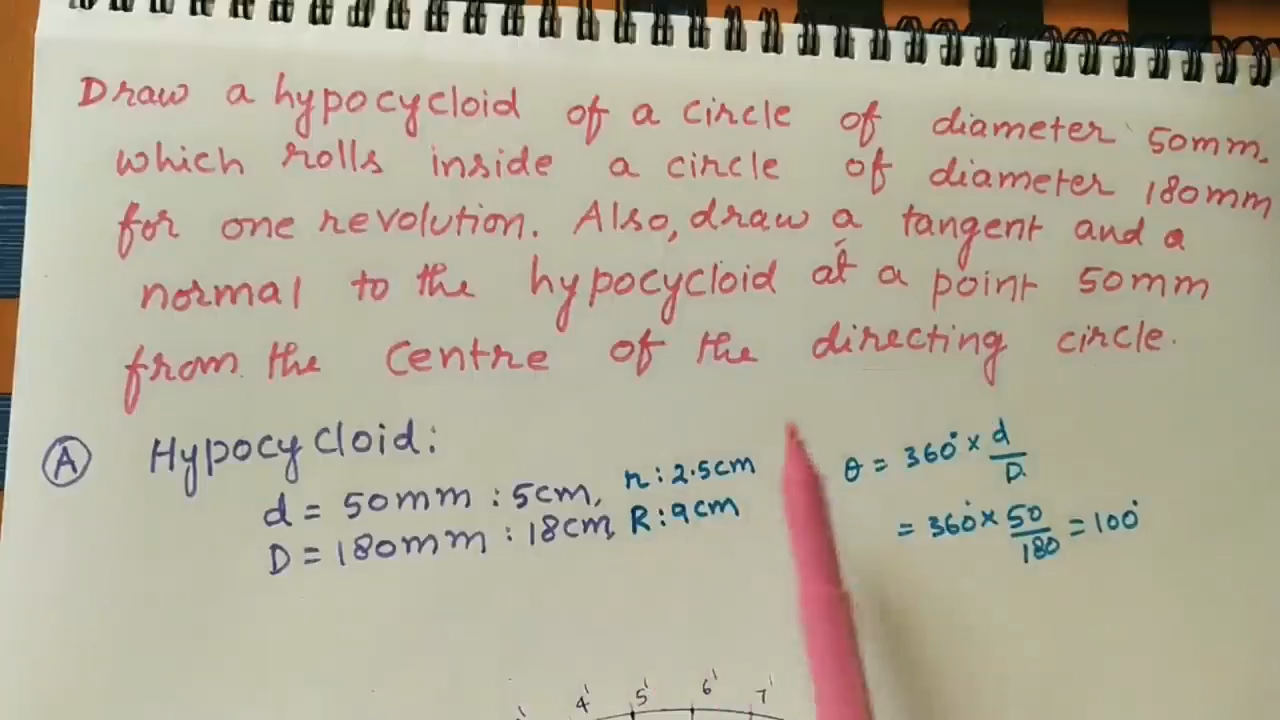 Draw a hypocycloid of a circle of diameter 50mm.
which rolls inside a circle of diameter 180mm
for one revolution. Also, draw a tangent and a
normal to the hypocycloid at a point 50mm
from the centre of the directing circle.
A Hypocycloid:
d = 50mm : 5cm, r : 2.5cm
D = 180mm : 18cm, R : 9cm
θ = 360° × d/D
= 360° × 50/180 = 100°
4' 5' 6' 7'